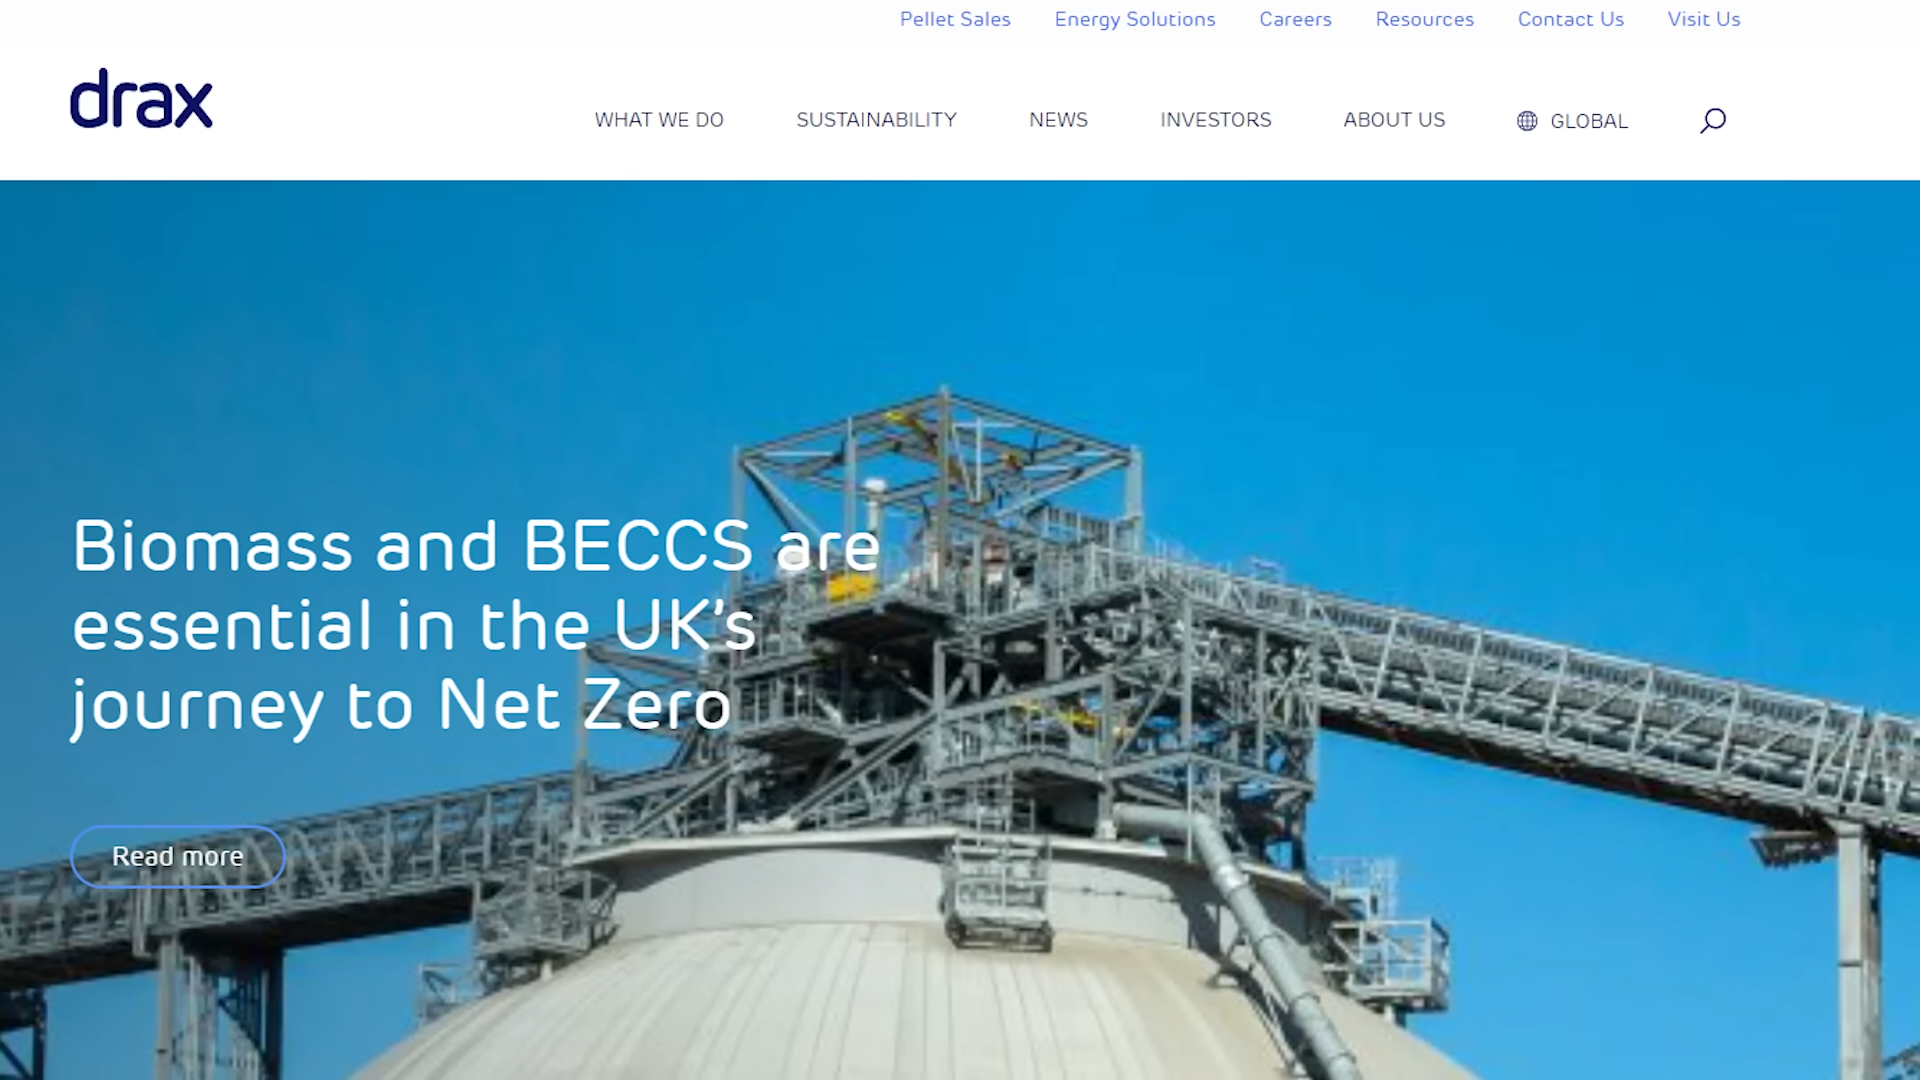 Pellet Sales Energy Solutions Careers Resources Contact Us Visit Us
drax
WHAT WE DO SUSTAINABILITY NEWS INVESTORS ABOUT US GLOBAL
Biomass and BECCS are
essential in the UK's
journey to Net Zero
Read more